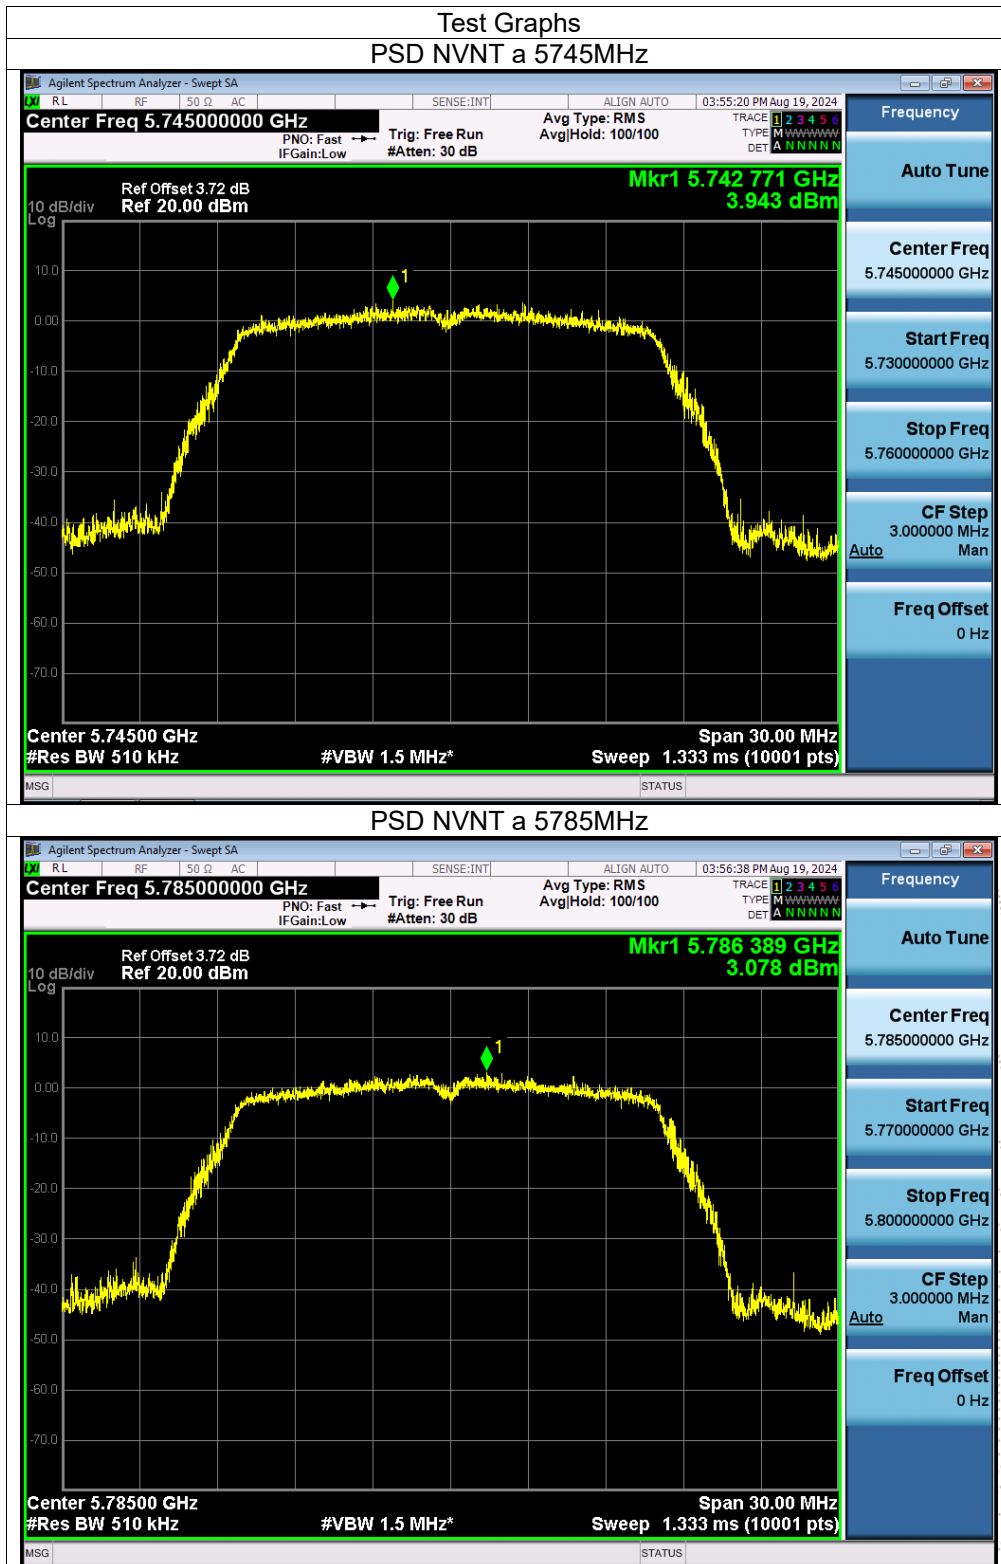 Test Graphs
PSD NVNT a 5745MHz
Agilent Spectrum Analyzer - Swept SA
LXI RL RF 50 Ω AC SENSE:INT ALIGN AUTO 03:55:20 PM Aug 19, 2024
Center Freq 5.745000000 GHz
PNO: Fast
IFGain:Low
Trig: Free Run
#Atten: 30 dB
Avg Type: RMS
Avg|Hold: 100/100
TRACE 1 2 3 4 5 6
TYPE M WWWWW
DET A N N N N N
Ref Offset 3.72 dB
10 dB/div Ref 20.00 dBm
Log
Mkr1 5.742 771 GHz
3.943 dBm
1
10.0
0.00
-10.0
-20.0
-30.0
-40.0
-50.0
-60.0
-70.0
Center 5.74500 GHz Span 30.00 MHz
#Res BW 510 kHz #VBW 1.5 MHz* Sweep 1.333 ms (10001 pts)
MSG STATUS
Frequency
Auto Tune
Center Freq
5.745000000 GHz
Start Freq
5.730000000 GHz
Stop Freq
5.760000000 GHz
CF Step
3.000000 MHz
Auto Man
Freq Offset
0 Hz
PSD NVNT a 5785MHz
Agilent Spectrum Analyzer - Swept SA
LXI RL RF 50 Ω AC SENSE:INT ALIGN AUTO 03:56:38 PM Aug 19, 2024
Center Freq 5.785000000 GHz
PNO: Fast
IFGain:Low
Trig: Free Run
#Atten: 30 dB
Avg Type: RMS
Avg|Hold: 100/100
TRACE 1 2 3 4 5 6
TYPE M WWWWW
DET A N N N N N
Ref Offset 3.72 dB
10 dB/div Ref 20.00 dBm
Log
Mkr1 5.786 389 GHz
3.078 dBm
1
10.0
0.00
-10.0
-20.0
-30.0
-40.0
-50.0
-60.0
-70.0
Center 5.78500 GHz Span 30.00 MHz
#Res BW 510 kHz #VBW 1.5 MHz* Sweep 1.333 ms (10001 pts)
MSG STATUS
Frequency
Auto Tune
Center Freq
5.785000000 GHz
Start Freq
5.770000000 GHz
Stop Freq
5.800000000 GHz
CF Step
3.000000 MHz
Auto Man
Freq Offset
0 Hz